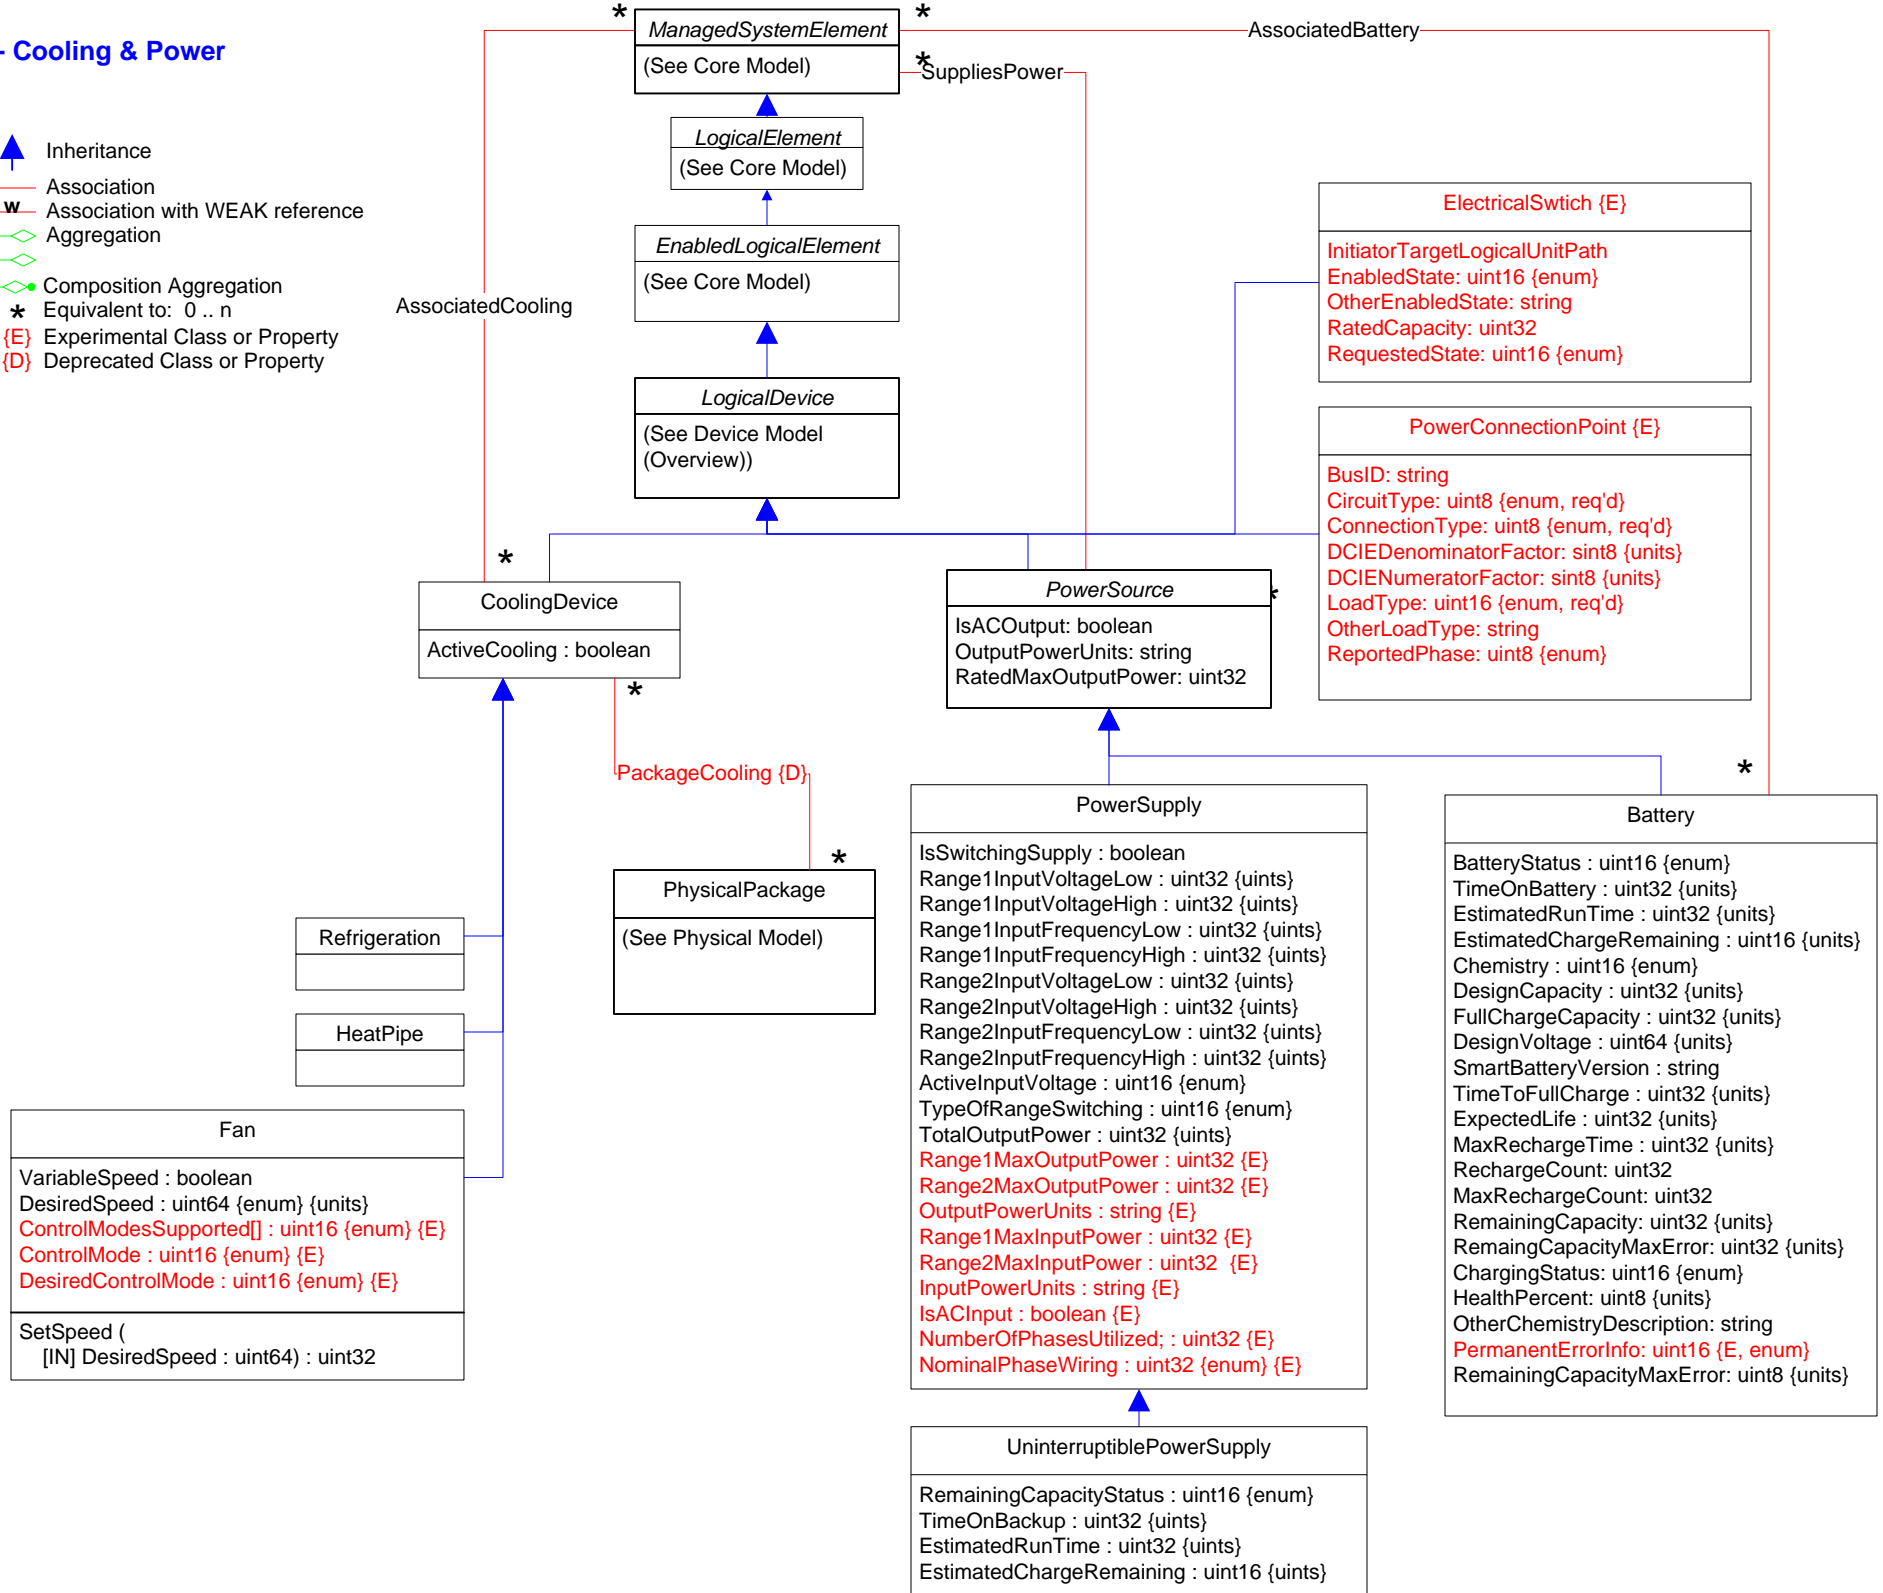 - Cooling & Power
Inheritance
Association
w Association with WEAK reference
Aggregation
Composition Aggregation
* Equivalent to: 0 .. n
{E} Experimental Class or Property
{D} Deprecated Class or Property
* *
ManagedSystemElement
(See Core Model)
*
AssociatedBattery
SuppliesPower
LogicalElement
(See Core Model)
EnabledLogicalElement
(See Core Model)
AssociatedCooling
LogicalDevice
(See Device Model
(Overview))
ElectricalSwtich {E}
InitiatorTargetLogicalUnitPath
EnabledState: uint16 {enum}
OtherEnabledState: string
RatedCapacity: uint32
RequestedState: uint16 {enum}
PowerConnectionPoint {E}
BusID: string
CircuitType: uint8 {enum, req'd}
ConnectionType: uint8 {enum, req'd}
DCIEDenominatorFactor: sint8 {units}
DCIENumeratorFactor: sint8 {units}
LoadType: uint16 {enum, req'd}
OtherLoadType: string
ReportedPhase: uint8 {enum}
*
CoolingDevice
ActiveCooling : boolean
*
PowerSource
*
IsACOutput: boolean
OutputPowerUnits: string
RatedMaxOutputPower: uint32
PackageCooling {D}
*
PhysicalPackage
(See Physical Model)
Refrigeration
HeatPipe
Fan
VariableSpeed : boolean
DesiredSpeed : uint64 {enum} {units}
ControlModesSupported[] : uint16 {enum} {E}
ControlMode : uint16 {enum} {E}
DesiredControlMode : uint16 {enum} {E}
SetSpeed (
[IN] DesiredSpeed : uint64) : uint32
PowerSupply
IsSwitchingSupply : boolean
Range1InputVoltageLow : uint32 {uints}
Range1InputVoltageHigh : uint32 {uints}
Range1InputFrequencyLow : uint32 {uints}
Range1InputFrequencyHigh : uint32 {uints}
Range2InputVoltageLow : uint32 {uints}
Range2InputVoltageHigh : uint32 {uints}
Range2InputFrequencyLow : uint32 {uints}
Range2InputFrequencyHigh : uint32 {uints}
ActiveInputVoltage : uint16 {enum}
TypeOfRangeSwitching : uint16 {enum}
TotalOutputPower : uint32 {uints}
Range1MaxOutputPower : uint32 {E}
Range2MaxOutputPower : uint32 {E}
OutputPowerUnits : string {E}
Range1MaxInputPower : uint32 {E}
Range2MaxInputPower : uint32 {E}
InputPowerUnits : string {E}
IsACInput : boolean {E}
NumberOfPhasesUtilized; : uint32 {E}
NominalPhaseWiring : uint32 {enum} {E}
*
Battery
BatteryStatus : uint16 {enum}
TimeOnBattery : uint32 {units}
EstimatedRunTime : uint32 {units}
EstimatedChargeRemaining : uint16 {units}
Chemistry : uint16 {enum}
DesignCapacity : uint32 {units}
FullChargeCapacity : uint32 {units}
DesignVoltage : uint64 {units}
SmartBatteryVersion : string
TimeToFullCharge : uint32 {units}
ExpectedLife : uint32 {units}
MaxRechargeTime : uint32 {units}
RechargeCount: uint32
MaxRechargeCount: uint32
RemainingCapacity: uint32 {units}
RemaingCapacityMaxError: uint32 {units}
ChargingStatus: uint16 {enum}
HealthPercent: uint8 {units}
OtherChemistryDescription: string
PermanentErrorInfo: uint16 {E, enum}
RemainingCapacityMaxError: uint8 {units}
UninterruptiblePowerSupply
RemainingCapacityStatus : uint16 {enum}
TimeOnBackup : uint32 {uints}
EstimatedRunTime : uint32 {uints}
EstimatedChargeRemaining : uint16 {uints}